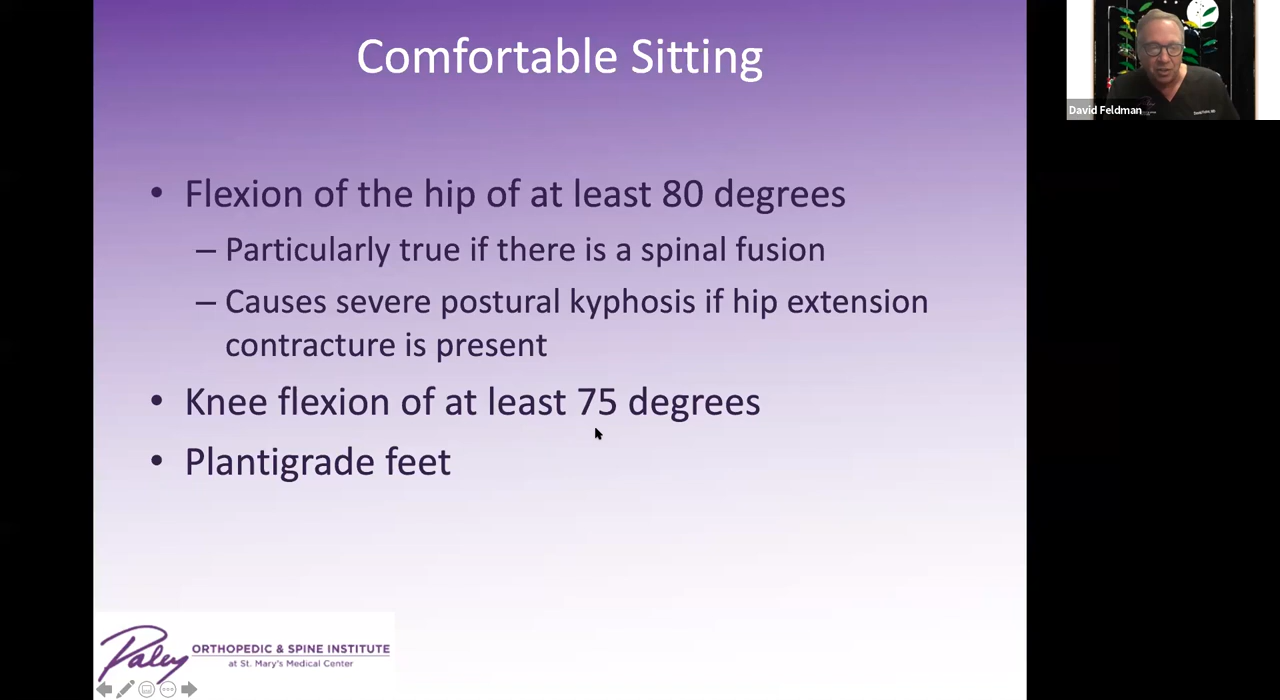 Comfortable Sitting
• Flexion of the hip of at least 80 degrees
– Particularly true if there is a spinal fusion
– Causes severe postural kyphosis if hip extension
contracture is present
• Knee flexion of at least 75 degrees
• Plantigrade feet
Paley
ORTHOPEDIC & SPINE INSTITUTE
at St. Mary's Medical Center
David Feldman